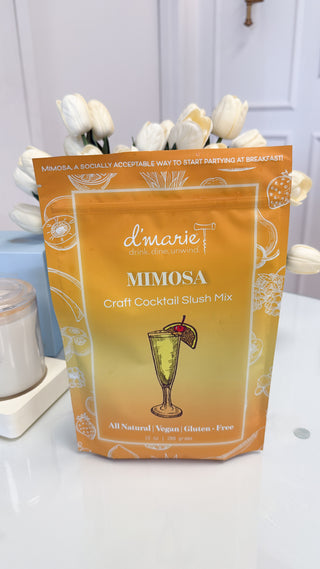 MIMOSA, A SOCIALLY ACCEPTABLE WAY TO START PARTYING AT BREAKFAST!
d'marie
drink. dine. unwind.
MIMOSA
Craft Cocktail Slush Mix
All Natural | Vegan | Gluten - Free